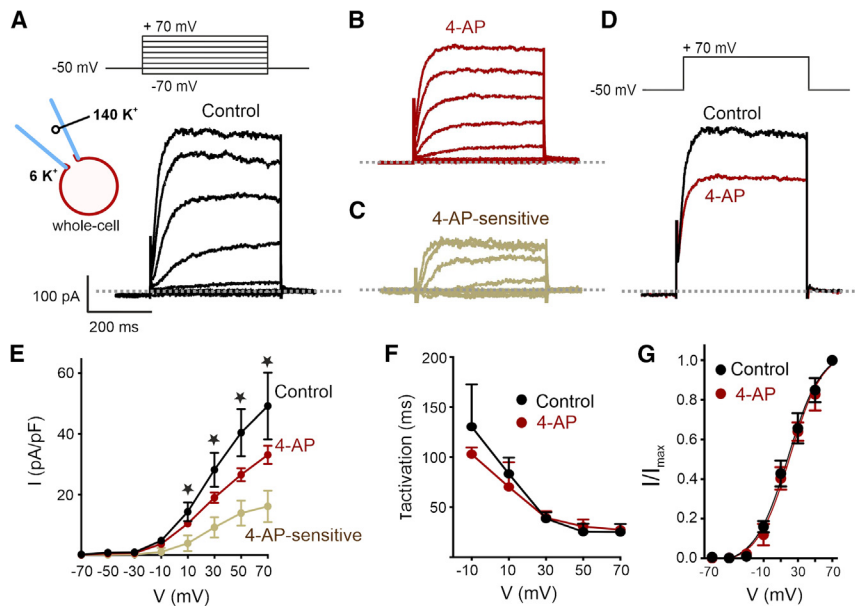 A
+ 70 mV
-50 mV
-70 mV
140 K+
6 K+
whole-cell
Control
100 pA
200 ms
B
4-AP
C
4-AP-sensitive
D
+ 70 mV
-50 mV
Control
4-AP
E
I (pA/pF)
60
40
20
Control
4-AP
4-AP-sensitive
-70 -50 -30 -10 10 30 50 70
V (mV)
F
Tactivation (ms)
200
150
100
50
Control
4-AP
-10 10 30 50 70
V (mV)
G
I/Imax
1.0
0.8
0.6
0.4
0.2
0.0
Control
4-AP
-70 -30 -10 30 70
V (mV)